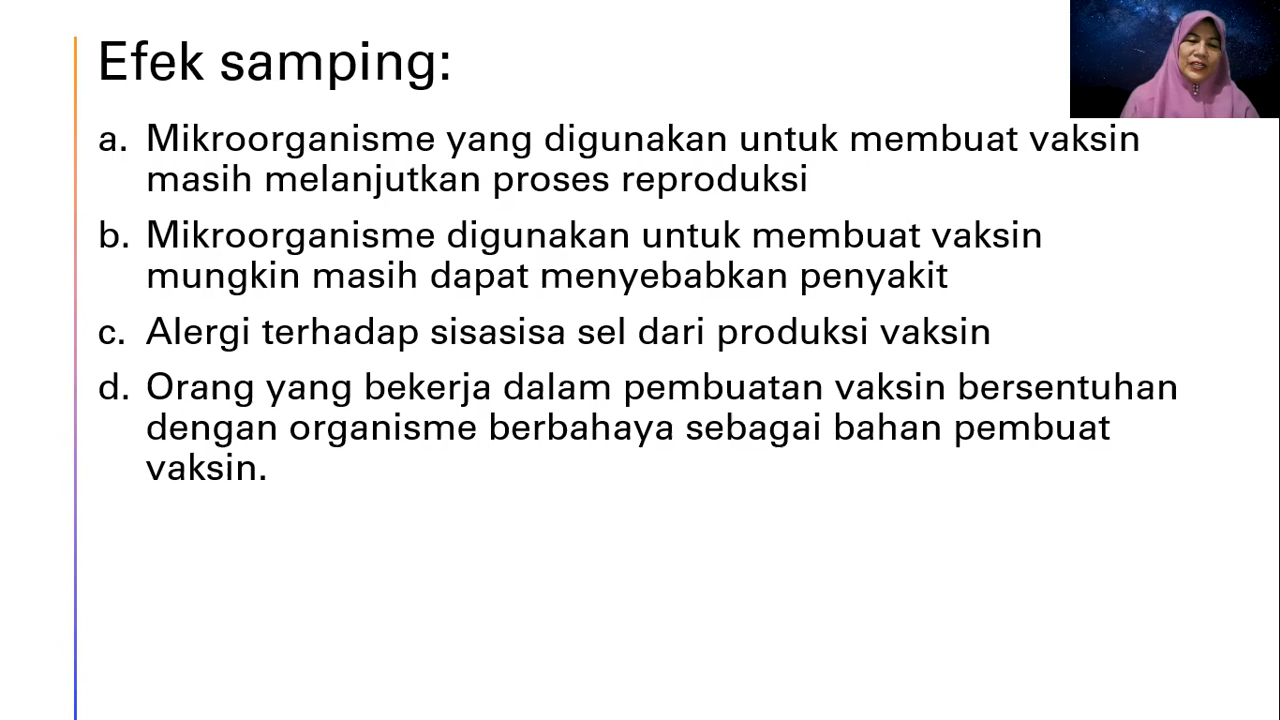 Efek samping:
a. Mikroorganisme yang digunakan untuk membuat vaksin
masih melanjutkan proses reproduksi
b. Mikroorganisme digunakan untuk membuat vaksin
mungkin masih dapat menyebabkan penyakit
c. Alergi terhadap sisasisa sel dari produksi vaksin
d. Orang yang bekerja dalam pembuatan vaksin bersentuhan
dengan organisme berbahaya sebagai bahan pembuat
vaksin.